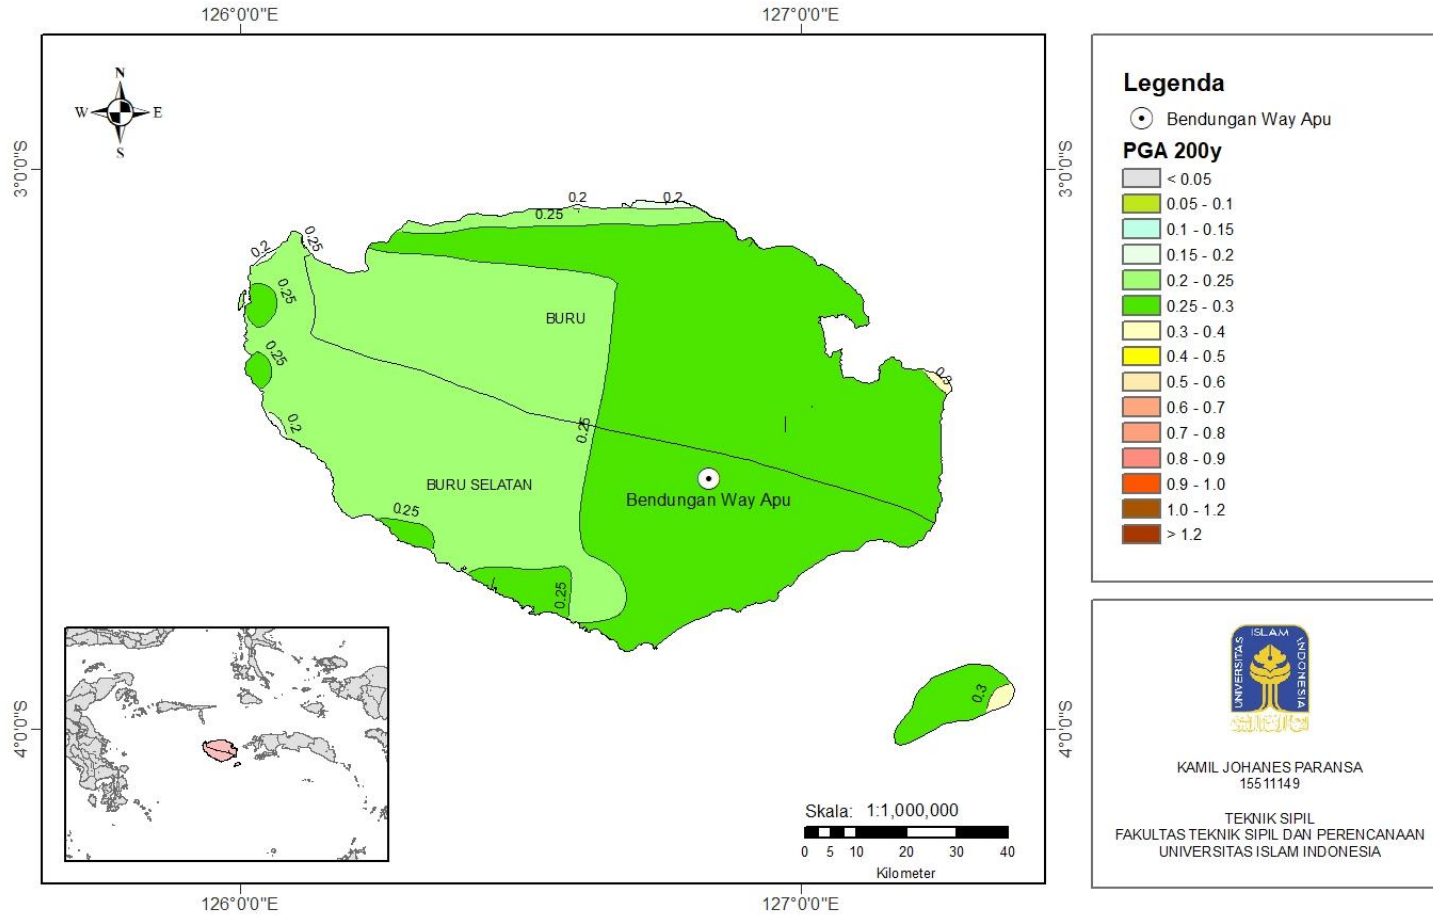 126°0'0"E
127°0'0"E
N
W
E
S
3°0'0"S
3°0'0"S
0.2
0.2
0.25
0.25
0.2
0.25
BURU
0.25
0.3
0.2
0.25
BURU SELATAN
Bendungan Way Apu
0.25
0.25
0.3
4°0'0"S
4°0'0"S
Skala: 1:1,000,000
0 5 10 20 30 40
Kilometer
126°0'0"E
127°0'0"E
Legenda
Bendungan Way Apu
PGA 200y
< 0.05
0.05 - 0.1
0.1 - 0.15
0.15 - 0.2
0.2 - 0.25
0.25 - 0.3
0.3 - 0.4
0.4 - 0.5
0.5 - 0.6
0.6 - 0.7
0.7 - 0.8
0.8 - 0.9
0.9 - 1.0
1.0 - 1.2
> 1.2
UNIVERSITAS ISLAM INDONESIA
KAMIL JOHANES PARANSA
15511149
TEKNIK SIPIL
FAKULTAS TEKNIK SIPIL DAN PERENCANAAN
UNIVERSITAS ISLAM INDONESIA